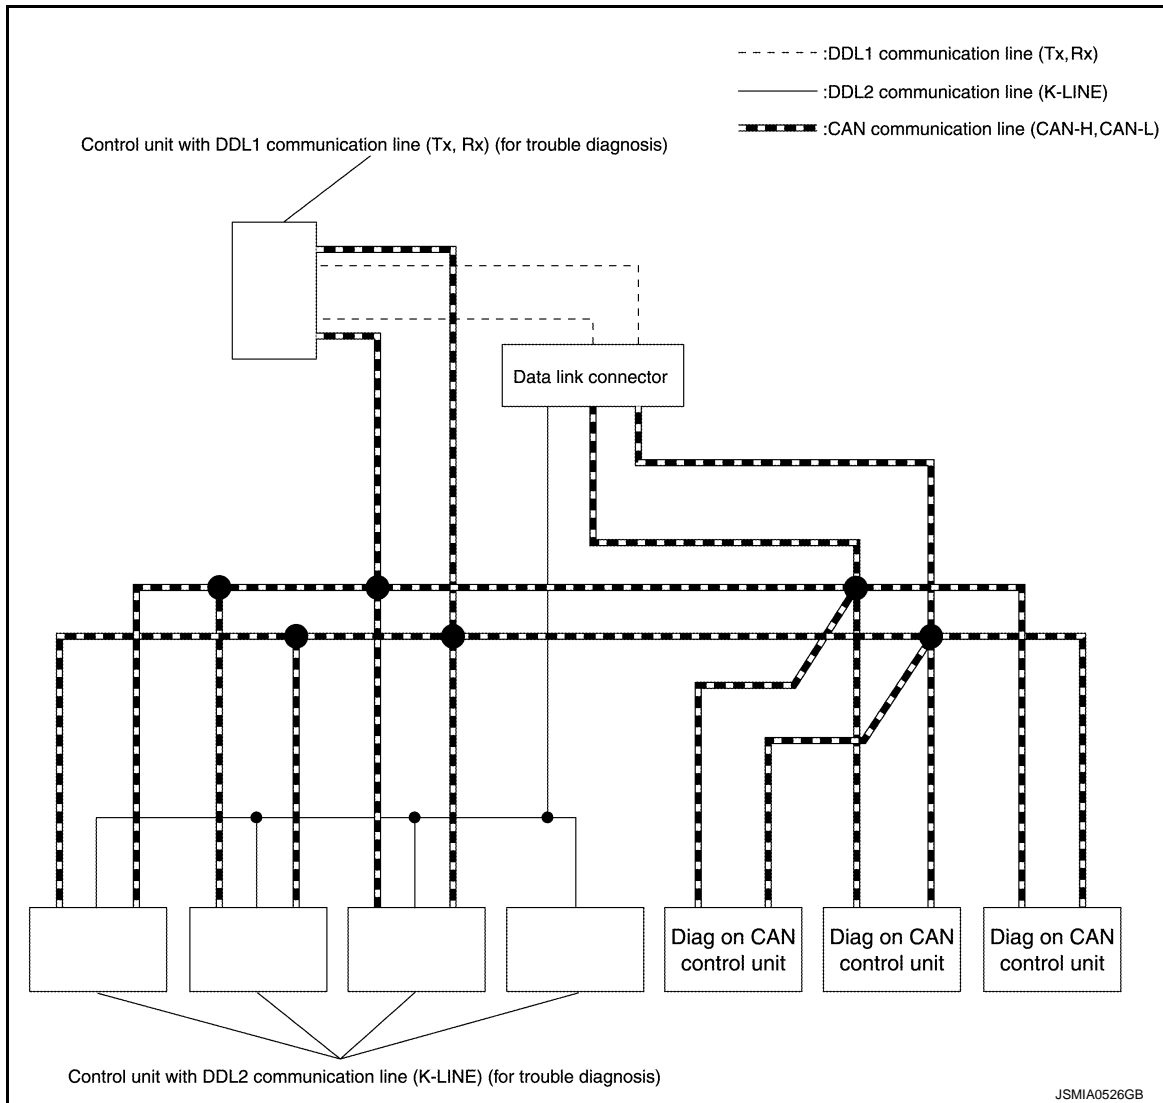 :DDL1 communication line (Tx,Rx)
:DDL2 communication line (K-LINE)
:CAN communication line (CAN-H,CAN-L)
Control unit with DDL1 communication line (Tx, Rx) (for trouble diagnosis)
Data link connector
Diag on CAN
control unit
Diag on CAN
control unit
Diag on CAN
control unit
Control unit with DDL2 communication line (K-LINE) (for trouble diagnosis)
JSMIA0526GB